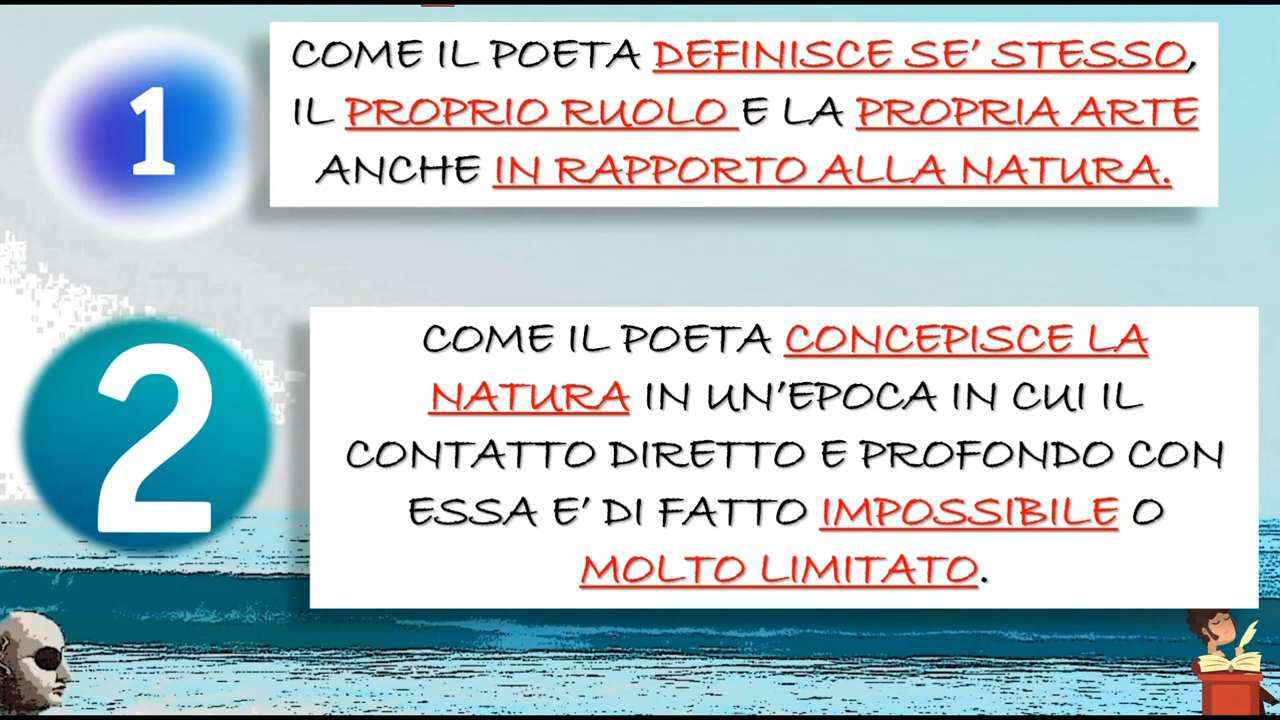 1
COME IL POETA DEFINISCE SE' STESSO,
IL PROPRIO RUOLO E LA PROPRIA ARTE
ANCHE IN RAPPORTO ALLA NATURA.
2
COME IL POETA CONCEPISCE LA
NATURA IN UN'EPOCA IN CUI IL
CONTATTO DIRETTO E PROFONDO CON
ESSA E' DI FATTO IMPOSSIBILE O
MOLTO LIMITATO.